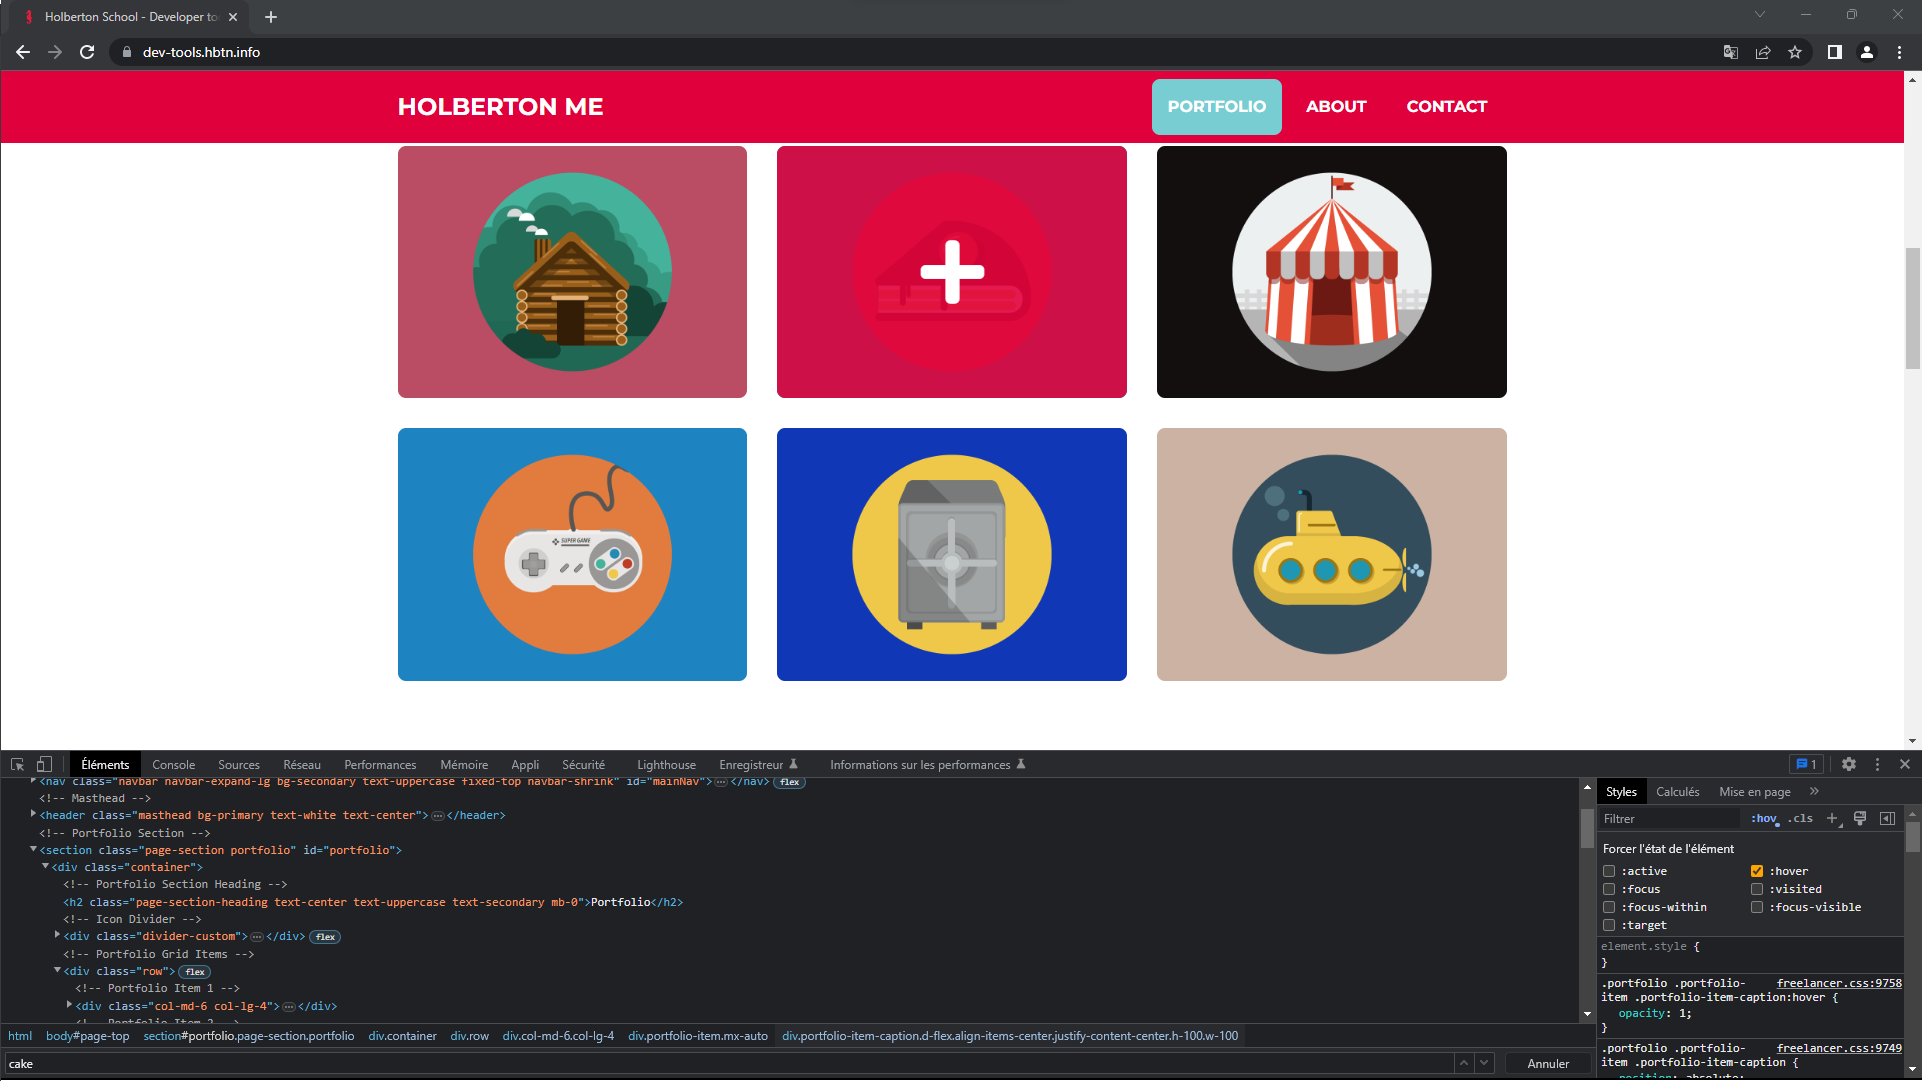 Holberton School - Developer to
dev-tools.hbtn.info
HOLBERTON ME
PORTFOLIO
ABOUT
CONTACT
SUPER GAME
Éléments
Console
Sources
Réseau
Performances
Mémoire
Appli
Sécurité
Lighthouse
Enregistreur
Informations sur les performances
1
<nav class="navbar navbar-expand-lg bg-secondary text-uppercase fixed-top navbar-shrink" id="mainNav">…</nav> flex
<!-- Masthead -->
<header class="masthead bg-primary text-white text-center">…</header>
<!-- Portfolio Section -->
<section class="page-section portfolio" id="portfolio">
<div class="container">
<!-- Portfolio Section Heading -->
<h2 class="page-section-heading text-center text-uppercase text-secondary mb-0">Portfolio</h2>
<!-- Icon Divider -->
<div class="divider-custom">…</div> flex
<!-- Portfolio Grid Items -->
<div class="row"> flex
<!-- Portfolio Item 1 -->
<div class="col-md-6 col-lg-4">…</div>
<!-- Portfolio Item 2 -->
html
body#page-top
section#portfolio.page-section.portfolio
div.container
div.row
div.col-md-6.col-lg-4
div.portfolio-item.mx-auto
div.portfolio-item-caption.d-flex.align-items-center.justify-content-center.h-100.w-100
cake
Annuler
Styles
Calculés
Mise en page
»
Filtrer
:hov
.cls
Forcer l'état de l'élément
:active
:hover
:focus
:visited
:focus-within
:focus-visible
:target
element.style {
}
.portfolio .portfolio- freelancer.css:9758
item .portfolio-item-caption:hover {
opacity: 1;
}
.portfolio .portfolio- freelancer.css:9749
item .portfolio-item-caption {
position: absolute;